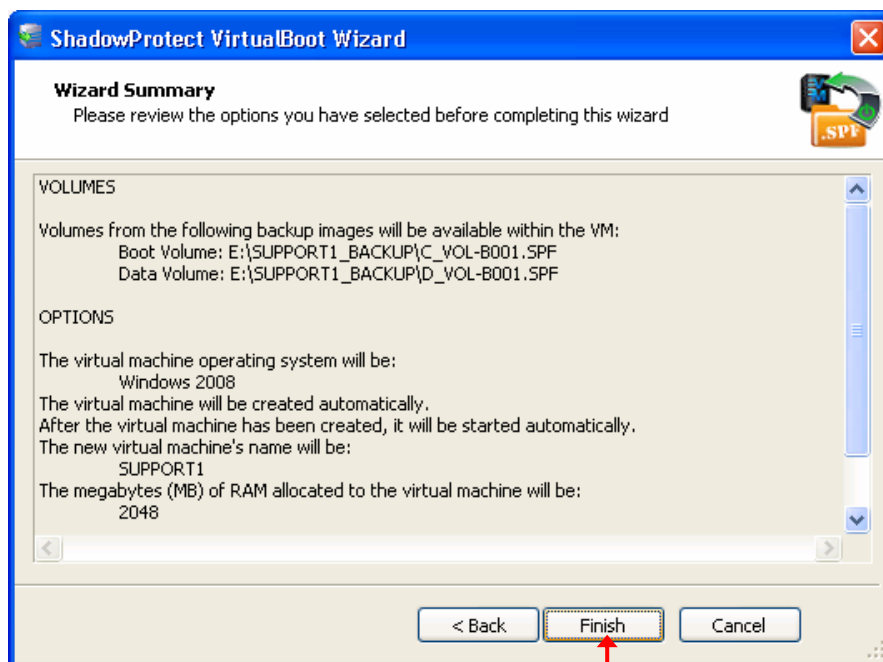 ShadowProtect VirtualBoot Wizard
Wizard Summary
Please review the options you have selected before completing this wizard
.SPF
VOLUMES
Volumes from the following backup images will be available within the VM:
Boot Volume: E:\SUPPORT1_BACKUP\C_VOL-B001.SPF
Data Volume: E:\SUPPORT1_BACKUP\D_VOL-B001.SPF
OPTIONS
The virtual machine operating system will be:
Windows 2008
The virtual machine will be created automatically.
After the virtual machine has been created, it will be started automatically.
The new virtual machine's name will be:
SUPPORT1
The megabytes (MB) of RAM allocated to the virtual machine will be:
2048
< Back Finish Cancel